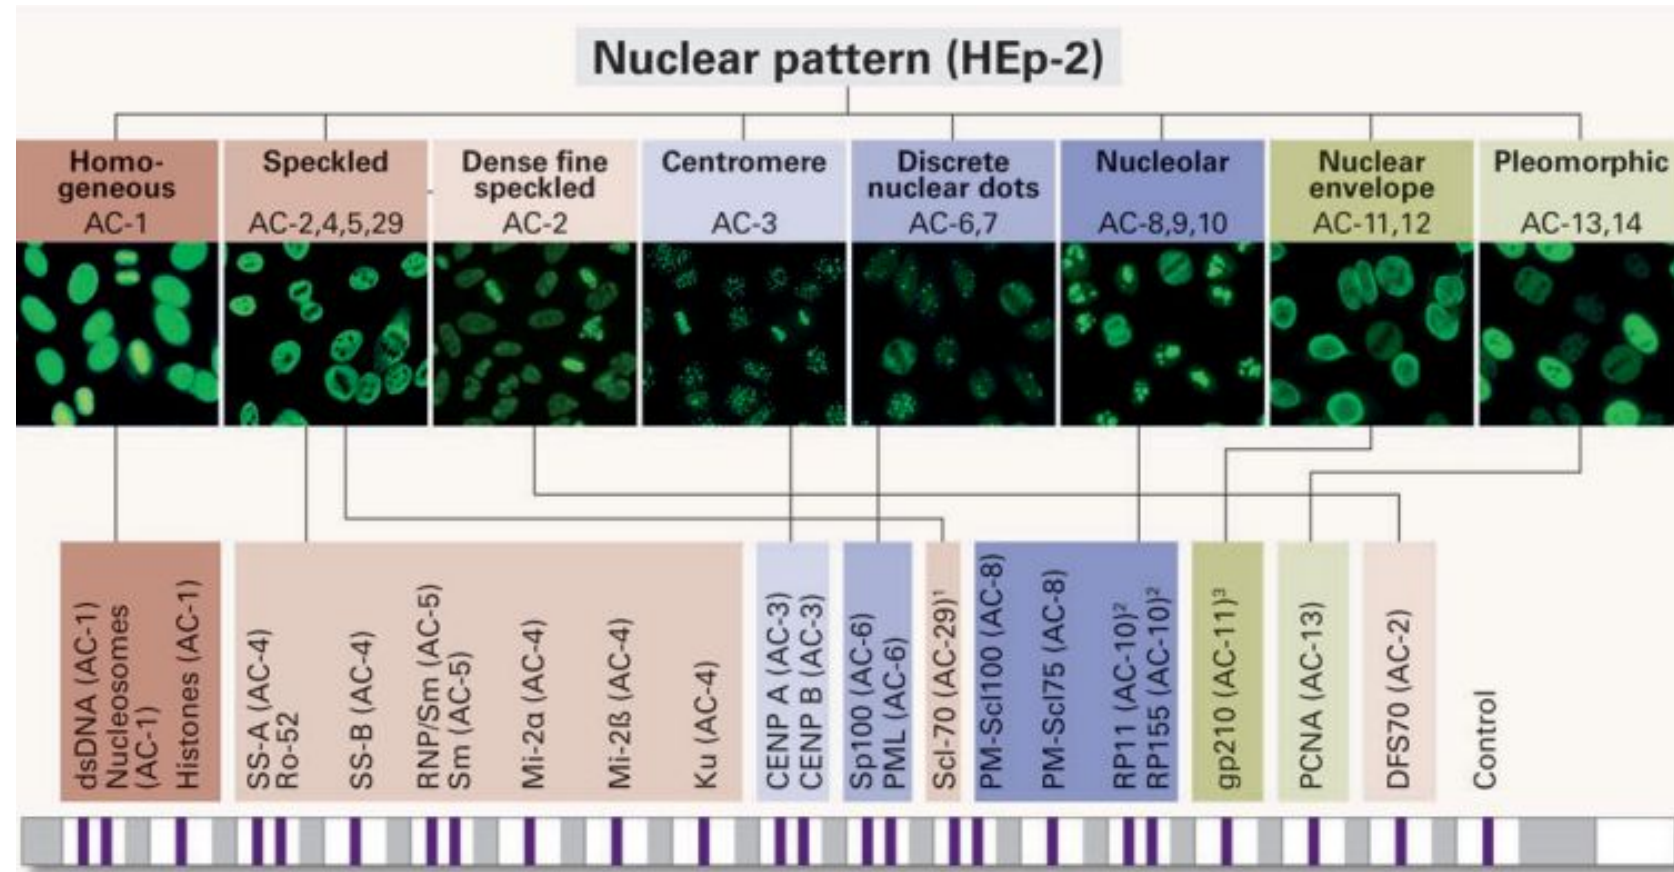 Nuclear pattern (HEp-2)
Homo-
geneous
AC-1
Speckled
AC-2,4,5,29
Dense fine
speckled
AC-2
Centromere
AC-3
Discrete
nuclear dots
AC-6,7
Nucleolar
AC-8,9,10
Nuclear
envelope
AC-11,12
Pleomorphic
AC-13,14
dsDNA (AC-1)
Nucleosomes
(AC-1)
Histones (AC-1)
SS-A (AC-4)
Ro-52
SS-B (AC-4)
RNP/Sm (AC-5)
Sm (AC-5)
Mi-2α (AC-4)
Mi-2ß (AC-4)
Ku (AC-4)
CENP A (AC-3)
CENP B (AC-3)
Sp100 (AC-6)
PML (AC-6)
Scl-70 (AC-29)¹
PM-Scl100 (AC-8)
PM-Scl75 (AC-8)
RP11 (AC-10)²
RP155 (AC-10)²
gp210 (AC-11)³
PCNA (AC-13)
DFS70 (AC-2)
Control